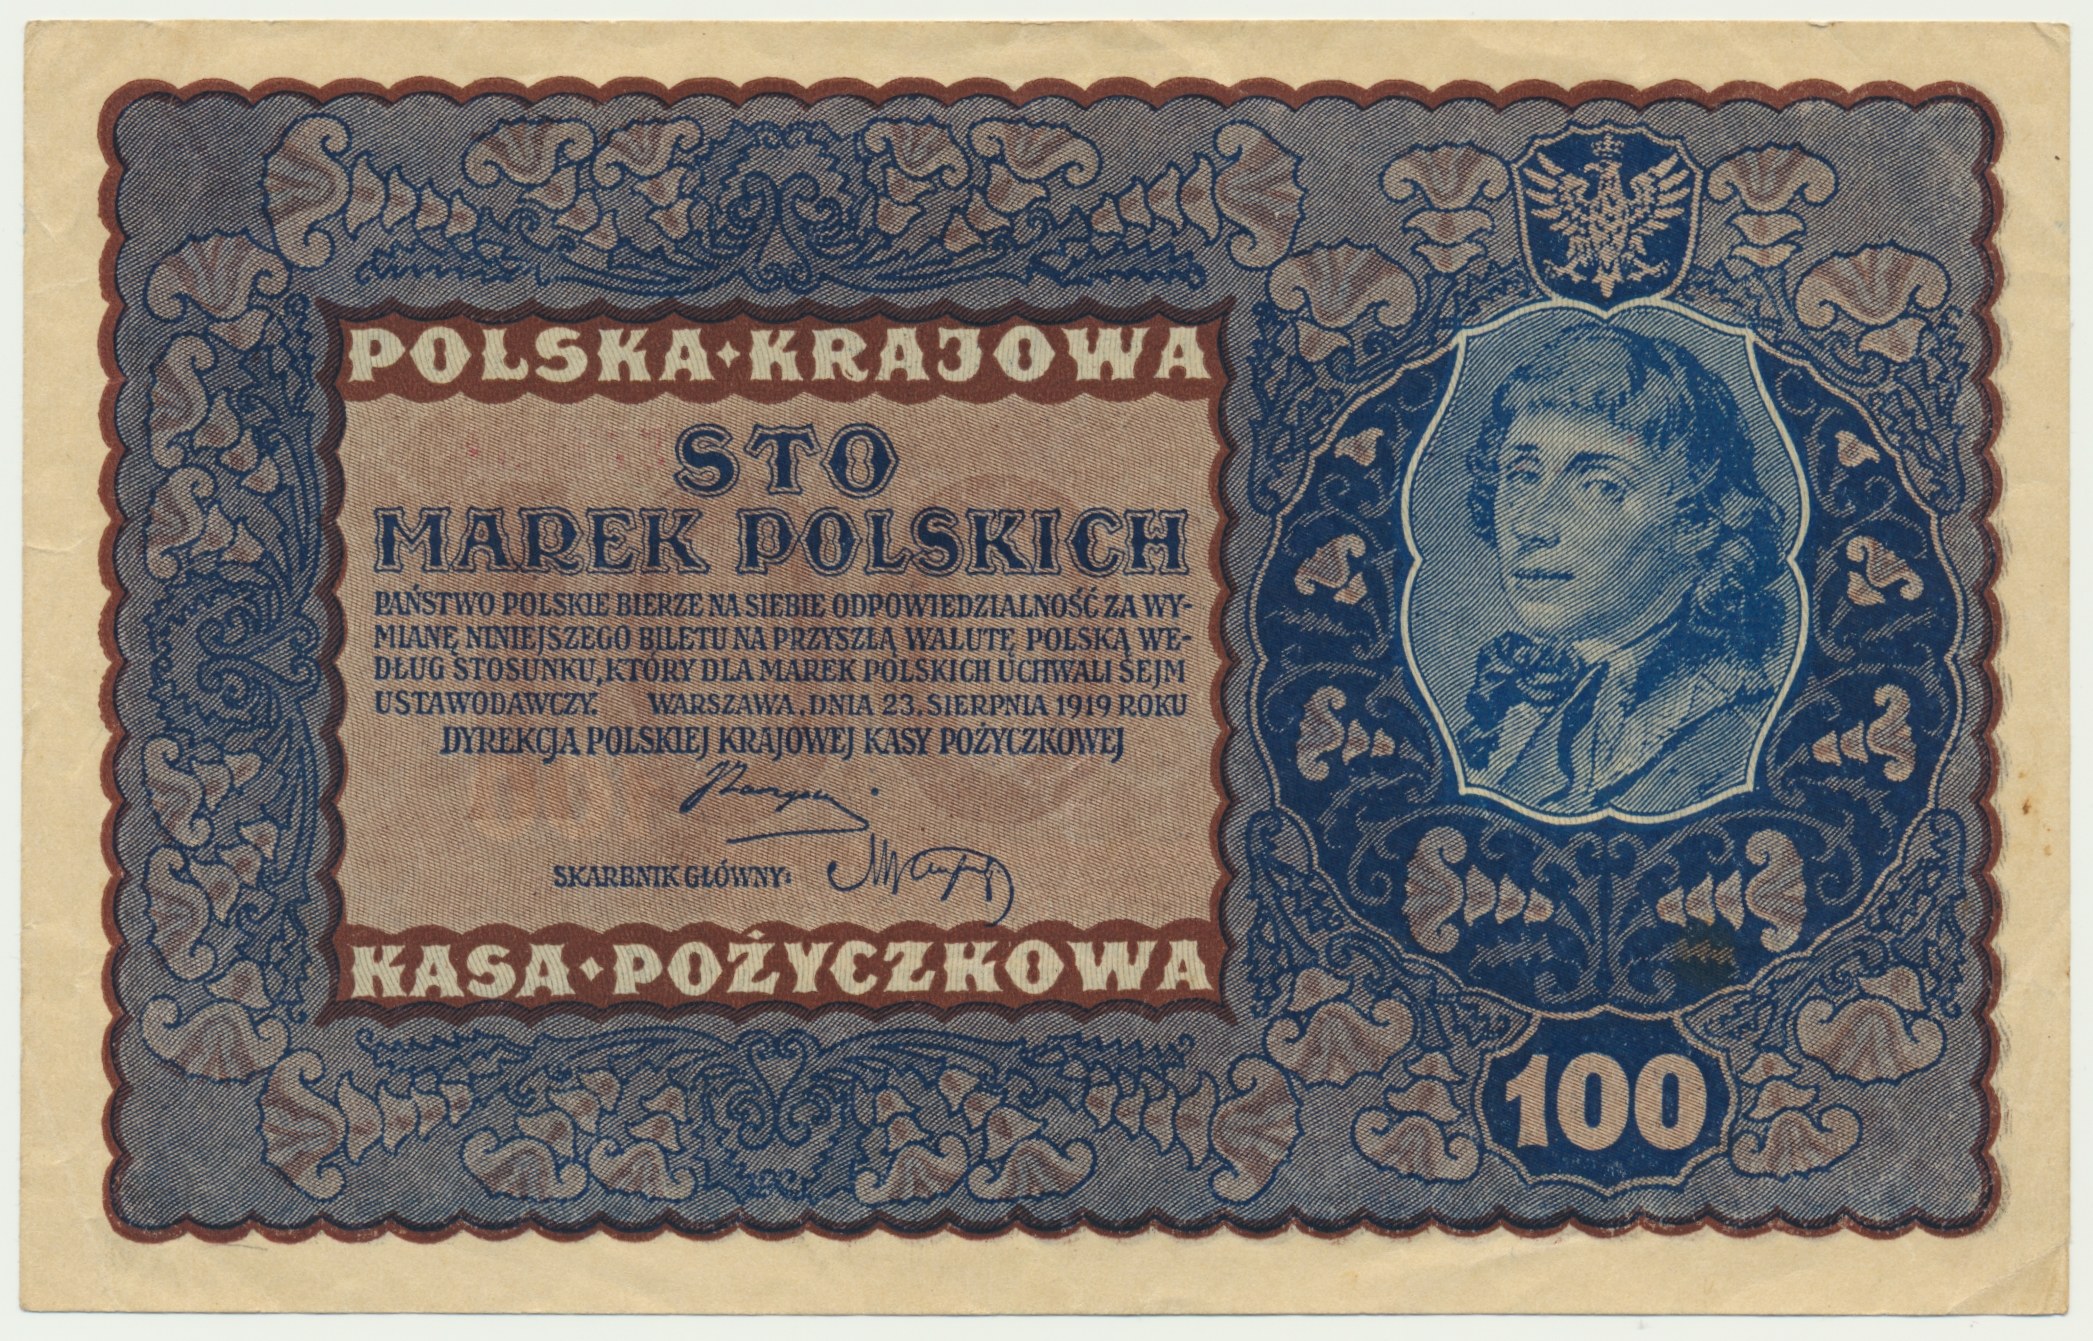 POLSKA·KRAJOWA
STO
MAREK POLSKICH
PAŃSTWO POLSKIE BIERZE NA SIEBIE ODPOWIEDZIALNOŚĆ ZA WY-
MIANĘ NINIEJSZEGO BILETU NA PRZYSZŁĄ WALUTĘ POLSKĄ WE-
DŁUG STOSUNKU, KTÓRY DLA MAREK POLSKICH UCHWALI SEJM
USTAWODAWCZY. WARSZAWA, DNIA 23. SIERPNIA 1919 ROKU
DYREKCJA POLSKIEJ KRAJOWEJ KASY POŻYCZKOWEJ
SKARBNIK GŁÓWNY:
KASA·POŻYCZKOWA
100